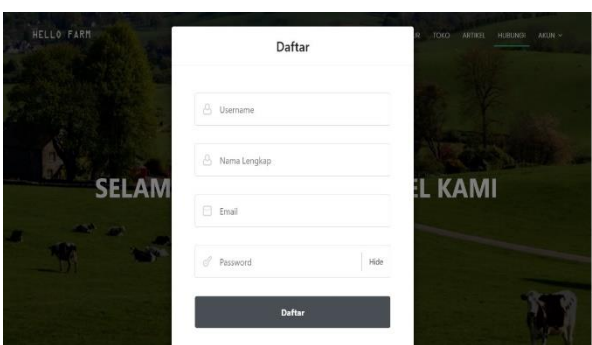 HELLO FARM
Daftar
TOKO ARTIKEL HUBUNGI AKUN
Username
Nama Lengkap
SELAM
EL KAMI
Email
Password Hide
Daftar